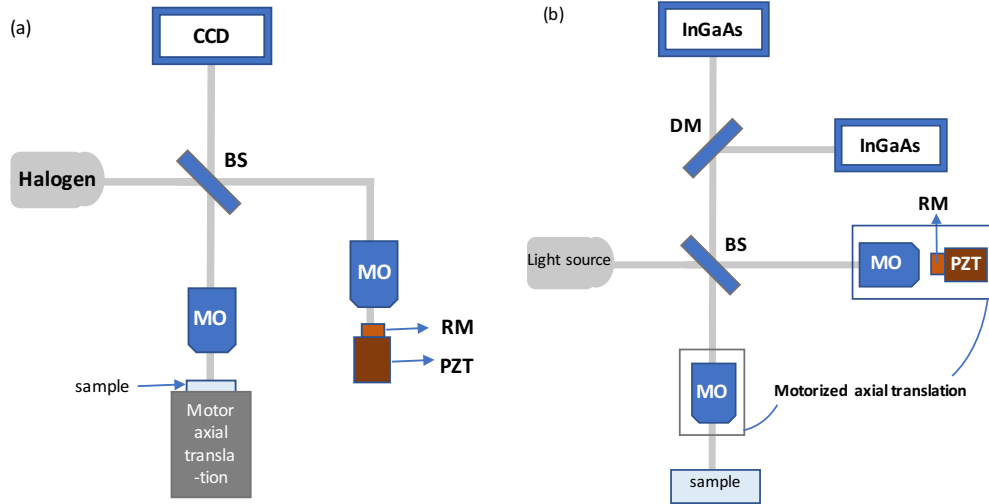 (a)
CCD
BS
Halogen
MO
MO
RM
PZT
sample
Motor
axial
transla
-tion
(b)
InGaAs
DM
InGaAs
RM
BS
Light source
MO
PZT
MO
Motorized axial translation
sample